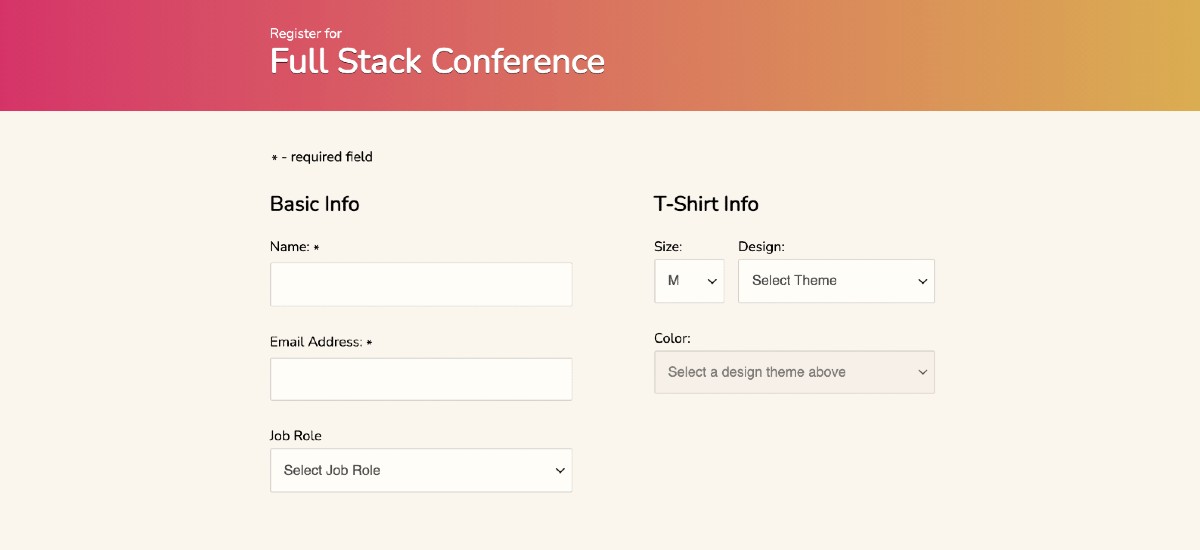 Register for
Full Stack Conference
* - required field
Basic Info
Name: *
Email Address: *
Job Role
Select Job Role
T-Shirt Info
Size:
M
Design:
Select Theme
Color:
Select a design theme above